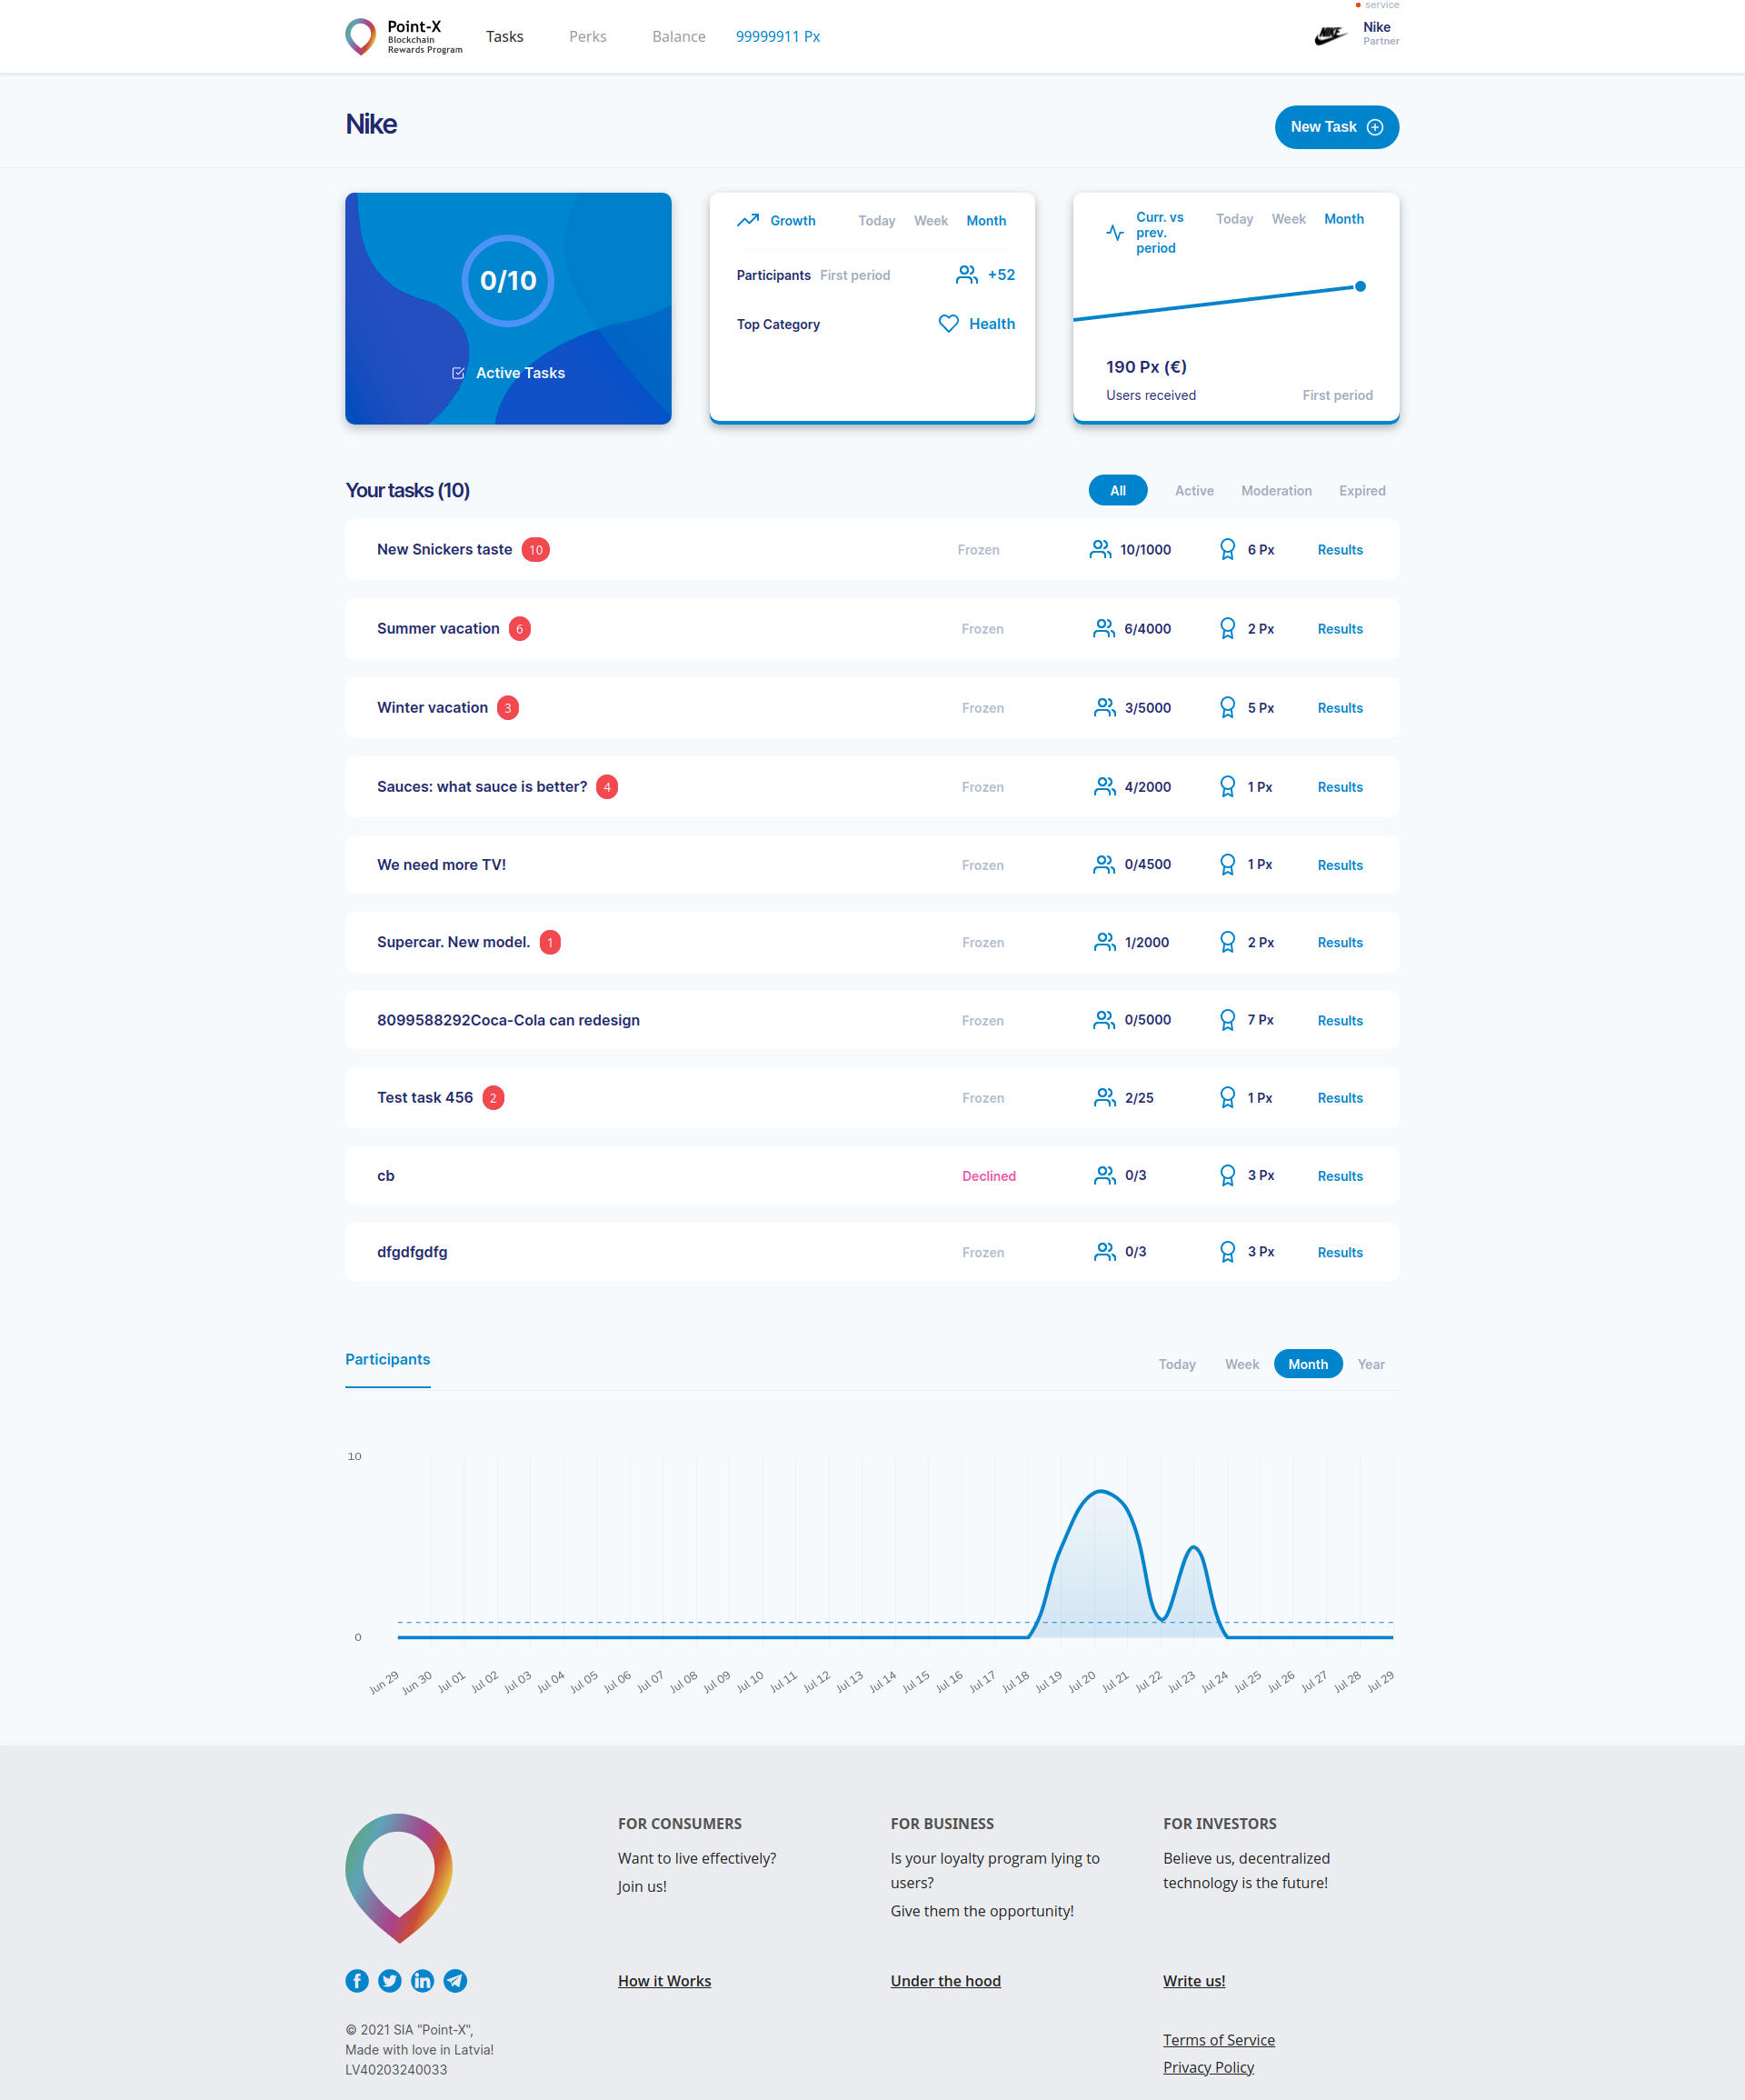 service
Point-X
Blockchain
Rewards Program
Tasks
Perks
Balance
99999911 Px
NIKE
Nike
Partner
Nike
New Task
0/10
Active Tasks
Growth
Today
Week
Month
Participants First period
+52
Top Category
Health
Curr. vs
prev.
period
Today
Week
Month
190 Px (€)
Users received
First period
Your tasks (10)
All
Active
Moderation
Expired
New Snickers taste 10 Frozen 10/1000 6 Px Results
Summer vacation 6 Frozen 6/4000 2 Px Results
Winter vacation 3 Frozen 3/5000 5 Px Results
Sauces: what sauce is better? 4 Frozen 4/2000 1 Px Results
We need more TV! Frozen 0/4500 1 Px Results
Supercar. New model. 1 Frozen 1/2000 2 Px Results
8099588292Coca-Cola can redesign Frozen 0/5000 7 Px Results
Test task 456 2 Frozen 2/25 1 Px Results
cb Declined 0/3 3 Px Results
dfgdfgdfg Frozen 0/3 3 Px Results
Participants
Today
Week
Month
Year
10
0
Jun 29
Jun 30
Jul 01
Jul 02
Jul 03
Jul 04
Jul 05
Jul 06
Jul 07
Jul 08
Jul 09
Jul 10
Jul 11
Jul 12
Jul 13
Jul 14
Jul 15
Jul 16
Jul 17
Jul 18
Jul 19
Jul 20
Jul 21
Jul 22
Jul 23
Jul 24
Jul 25
Jul 26
Jul 27
Jul 28
Jul 29
FOR CONSUMERS
Want to live effectively?
Join us!
How it Works
FOR BUSINESS
Is your loyalty program lying to
users?
Give them the opportunity!
Under the hood
FOR INVESTORS
Believe us, decentralized
technology is the future!
Write us!
Terms of Service
Privacy Policy
© 2021 SIA "Point-X",
Made with love in Latvia!
LV40203240033